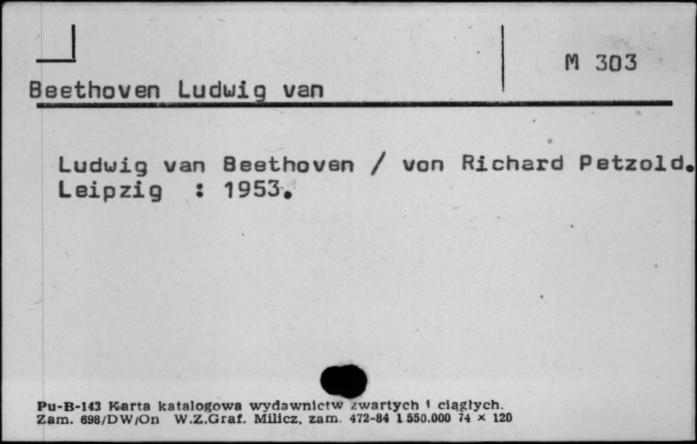 M 303
Beethoven Ludwig van
Ludwig van Beethoven / von Richard Petzold.
Leipzig : 1953.
Pu-B-143 Karta katalogowa wydawnictw zwartych i ciągłych.
Zam. 698/DW/On W.Z.Graf. Milicz, zam. 472-84 1 550.000 74 × 120